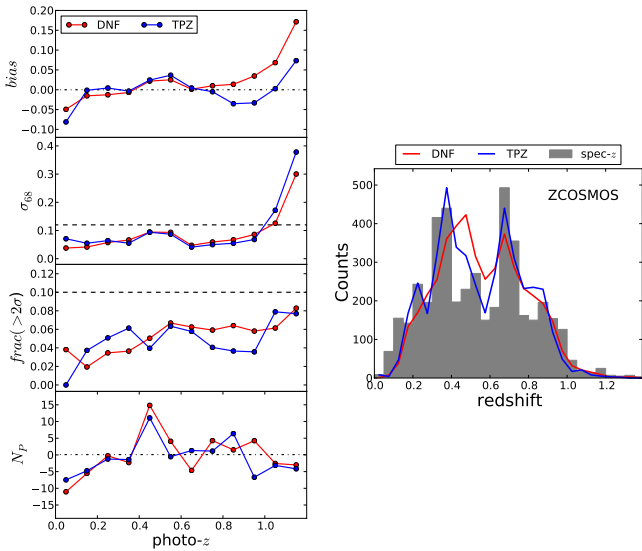 DNF TPZ
0.20
0.15
0.10
0.05
0.00
−0.05
−0.10
bias
0.4
0.3
0.2
0.1
0.0
σ68
0.12
0.10
0.08
0.06
0.04
0.02
0.00
frac(>2σ)
15
10
5
0
−5
−10
−15
N_P
0.0 0.2 0.4 0.6 0.8 1.0
photo-z
DNF TPZ spec-z
ZCOSMOS
500
400
300
200
100
0
Counts
0.0 0.2 0.4 0.6 0.8 1.0 1.2
redshift